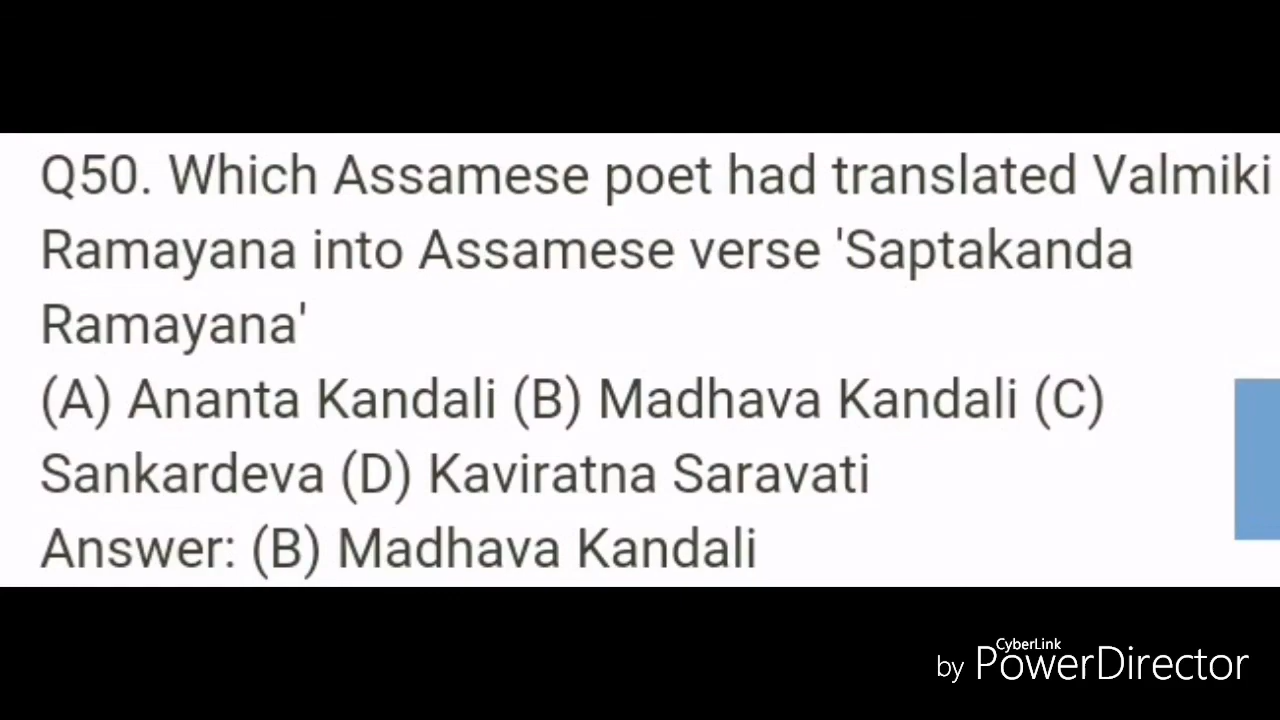 Q50. Which Assamese poet had translated Valmiki
Ramayana into Assamese verse 'Saptakanda
Ramayana'
(A) Ananta Kandali (B) Madhava Kandali (C)
Sankardeva (D) Kaviratna Saravati
Answer: (B) Madhava Kandali
CyberLink
by PowerDirector